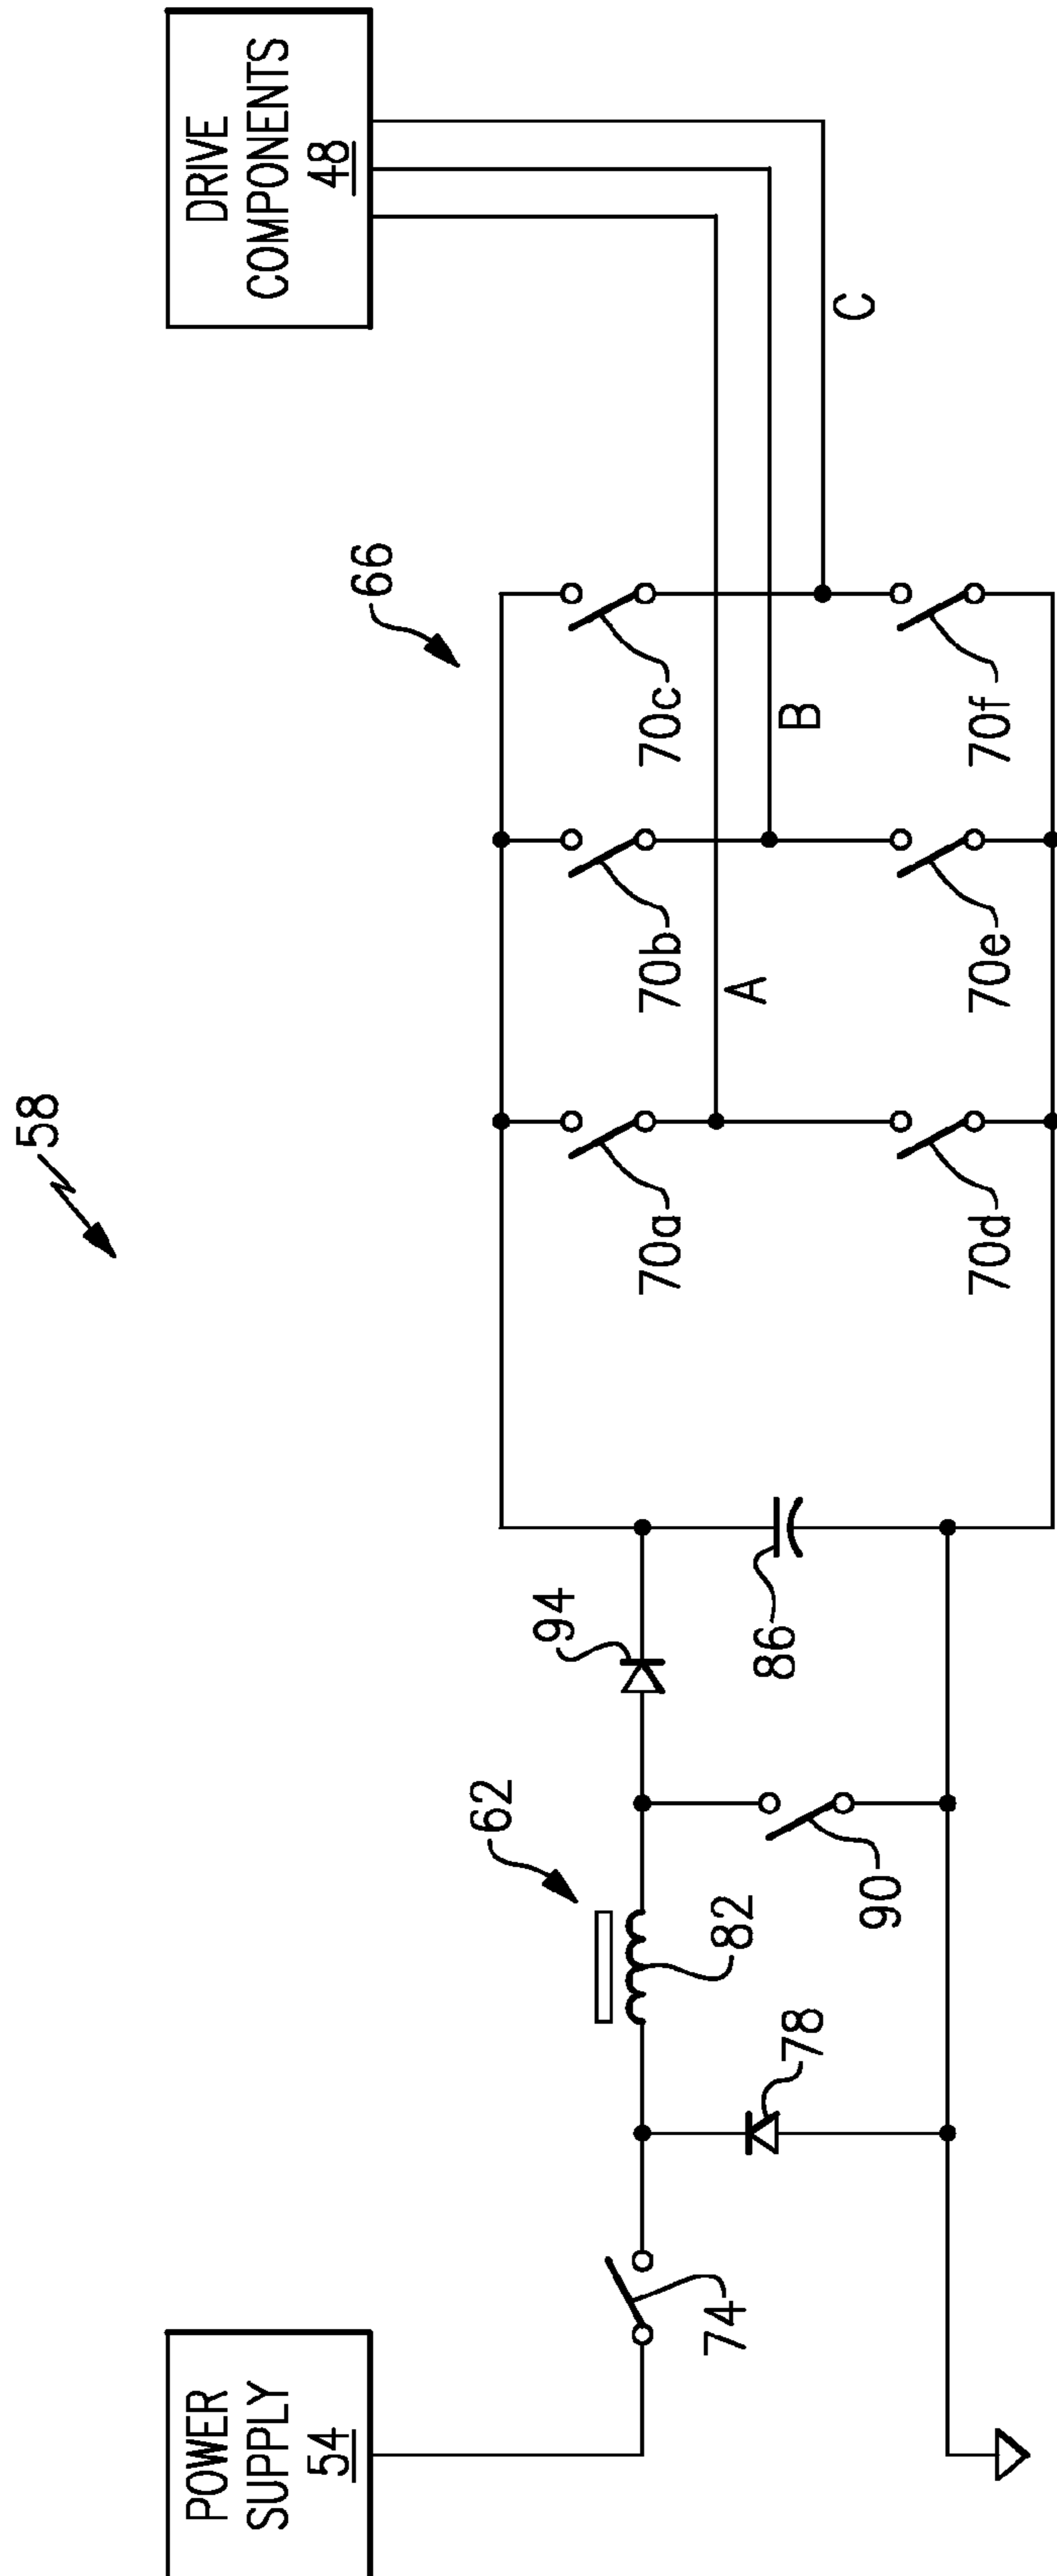 58
POWER
SUPPLY
54
DRIVE
COMPONENTS
48
62
94
66
74
78
82
90
86
70a
70b
70c
A
B
C
70d
70e
70f